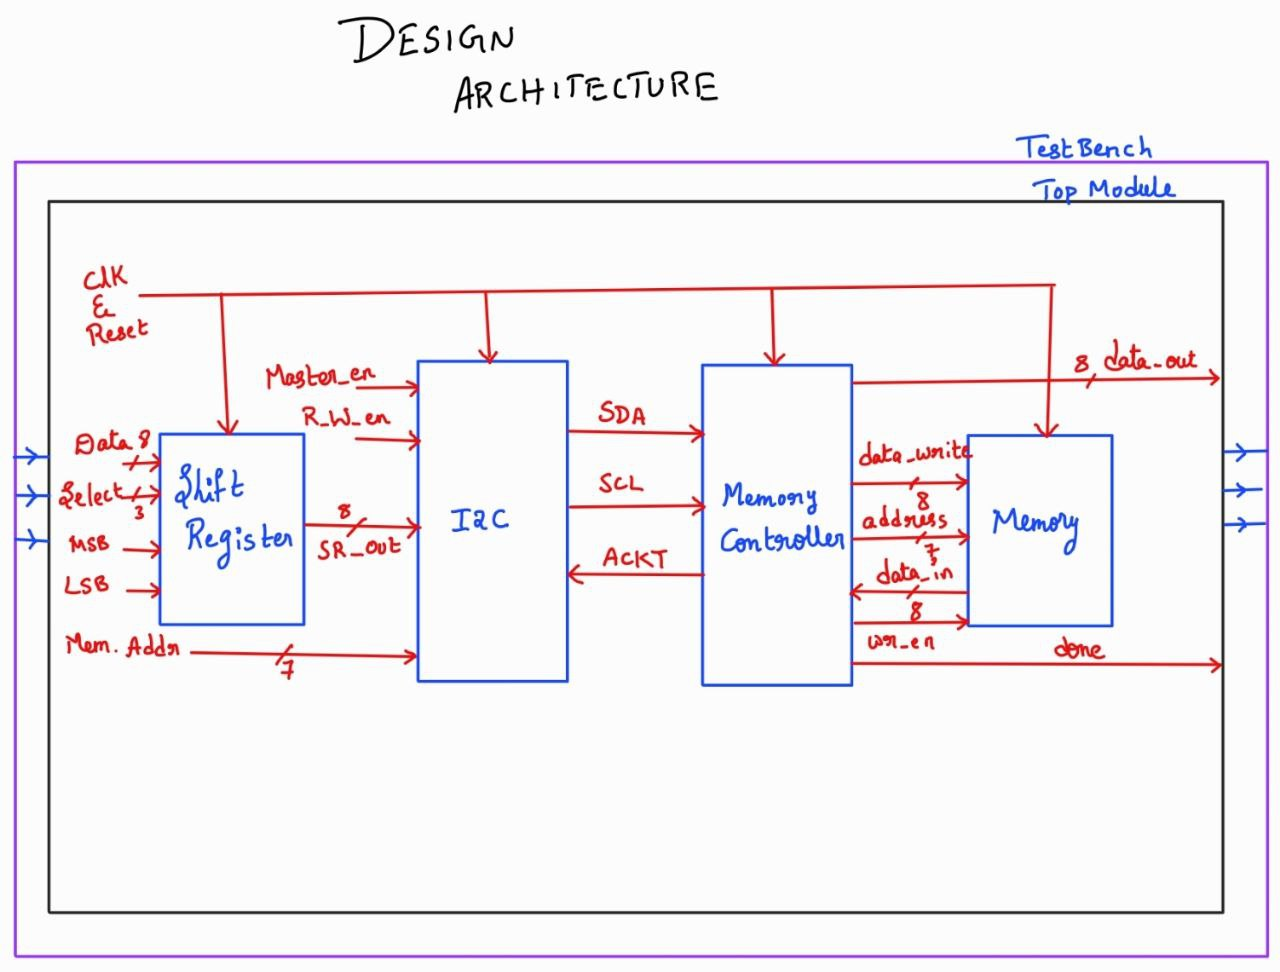 DESIGN
ARCHITECTURE
TestBench
Top Module
ClK
&
Reset
8 data_out
Master_en
R_W_en
Data 8
Select
3
MSB
LSB
Shift
Register
8
SR_out
Mem. Addr
7
I2C
SDA
SCL
ACKT
Memory
Controller
data_write
8
address
7
data_in
8
wr_en
Memory
done